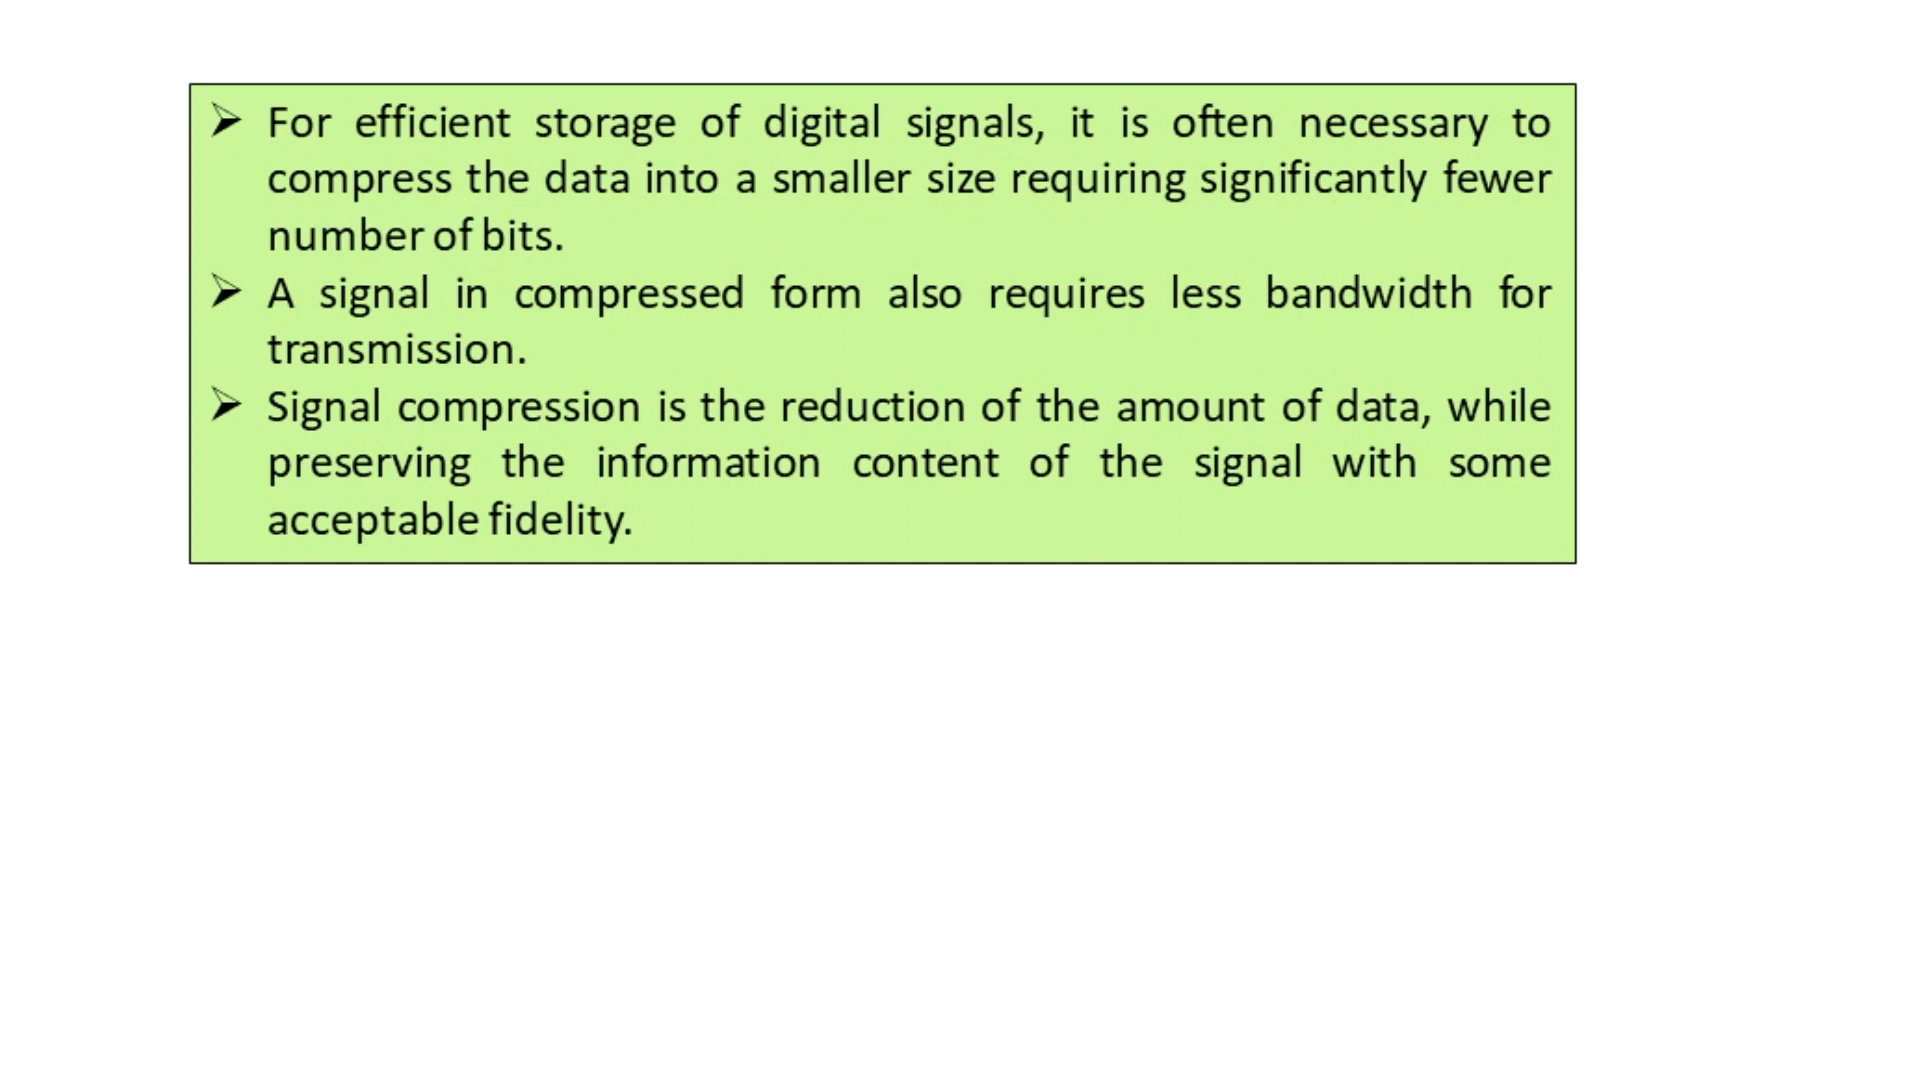 ➢ For efficient storage of digital signals, it is often necessary to
compress the data into a smaller size requiring significantly fewer
number of bits.
➢ A signal in compressed form also requires less bandwidth for
transmission.
➢ Signal compression is the reduction of the amount of data, while
preserving the information content of the signal with some
acceptable fidelity.